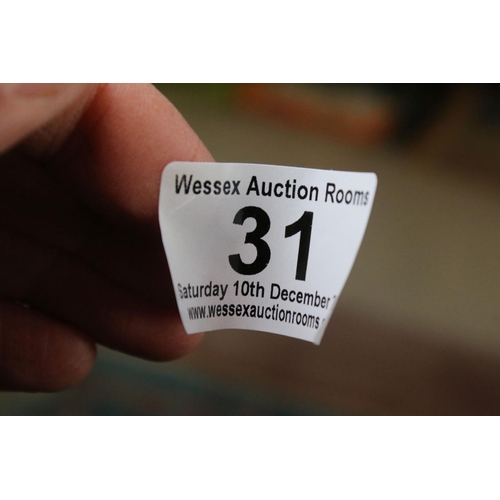 Wessex Auction Rooms
31
Saturday 10th December
www.wessexauctionrooms